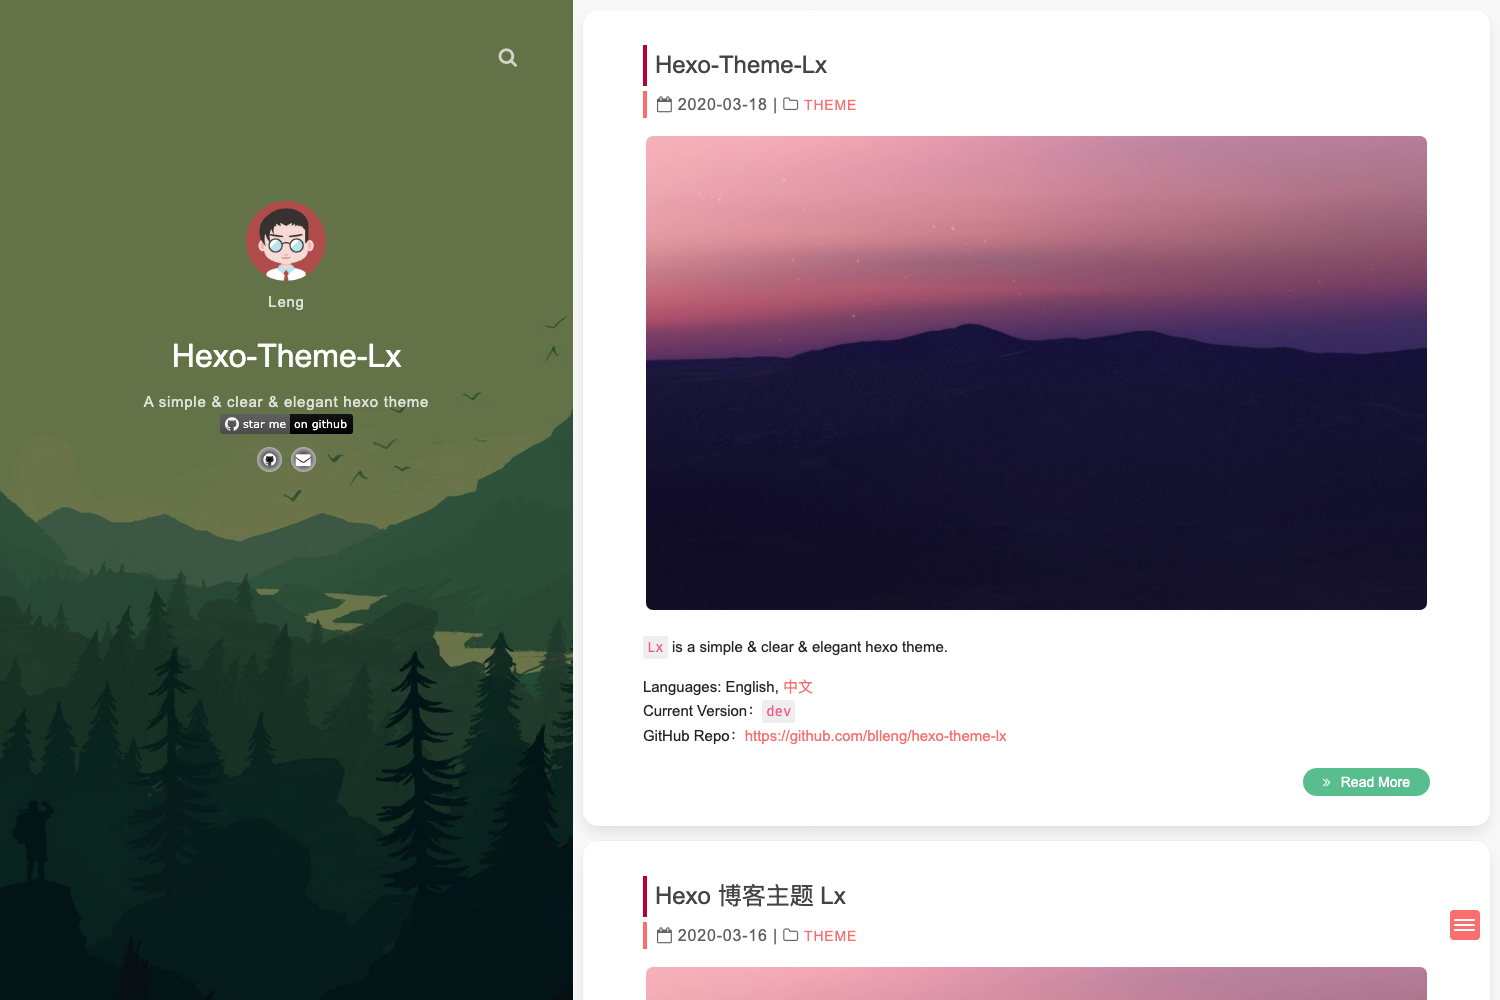 Leng
Hexo-Theme-Lx
A simple & clear & elegant hexo theme
star me on github
Hexo-Theme-Lx
2020-03-18 | THEME
Lx is a simple & clear & elegant hexo theme.
Languages: English, 中文
Current Version： dev
GitHub Repo： https://github.com/blleng/hexo-theme-lx
» Read More
Hexo 博客主题 Lx
2020-03-16 | THEME